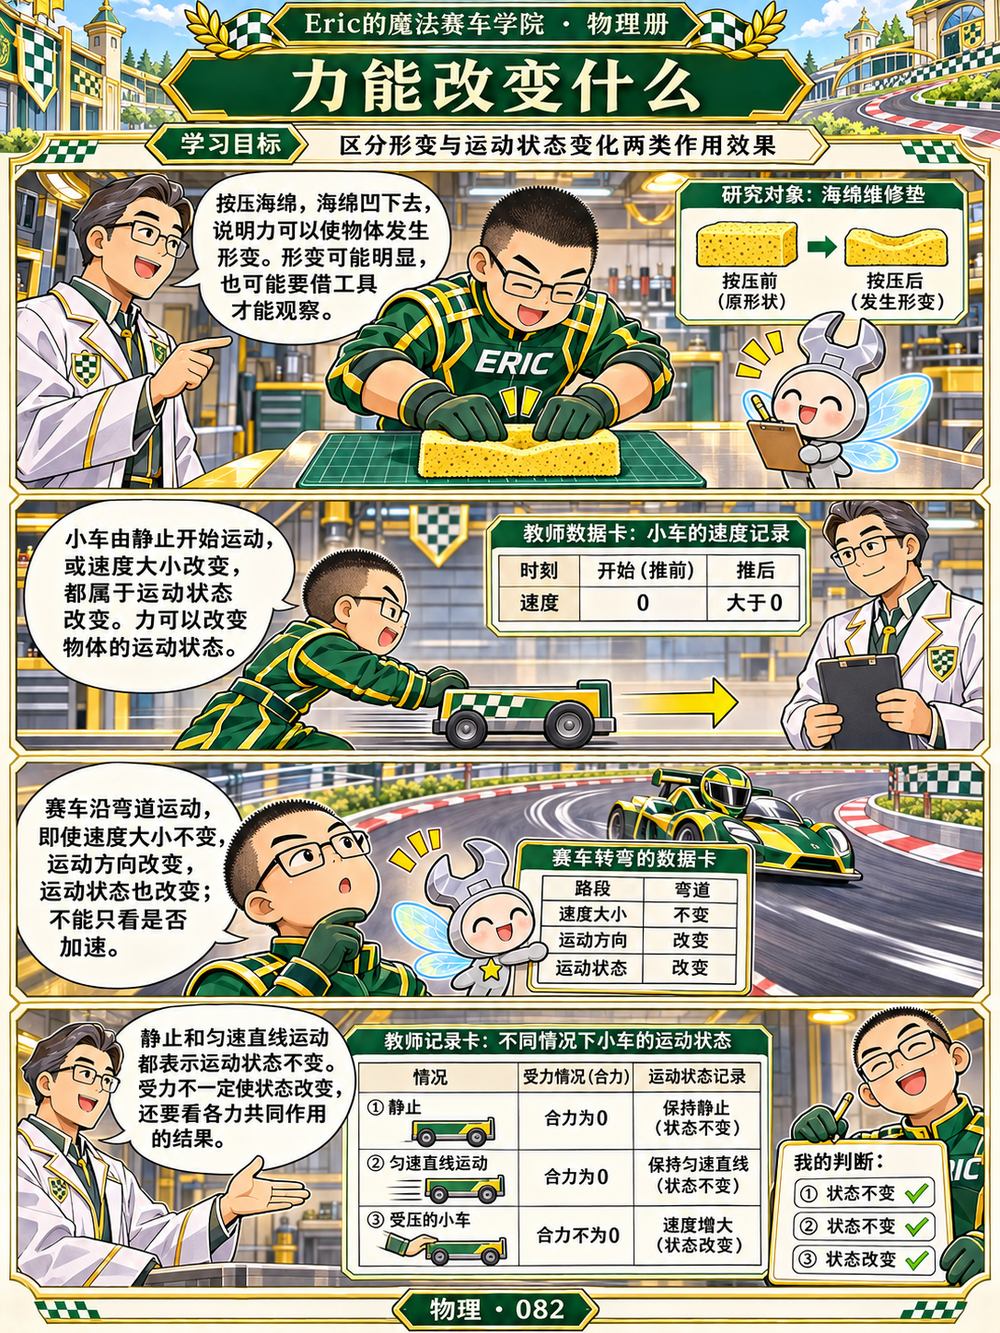 Eric的魔法赛车学院 · 物理册
力能改变什么
学习目标
区分形变与运动状态变化两类作用效果
按压海绵，海绵凹下去，
说明力可以使物体发生
形变。形变可能明显，
也可能要借工具
才能观察。
ERIC
研究对象：海绵维修垫
按压前
（原形状）
按压后
（发生形变）
小车由静止开始运动，
或速度大小改变，
都属于运动状态
改变。力可以改变
物体的运动状态。
教师数据卡：小车的速度记录
时刻 开始（推前） 推后
速度 0 大于0
赛车沿弯道运动，
即使速度大小不变，
运动方向改变，
运动状态也改变；
不能只看是否
加速。
赛车转弯的数据卡
路段 弯道
速度大小 不变
运动方向 改变
运动状态 改变
静止和匀速直线运动
都表示运动状态不变。
受力不一定使状态改变，
还要看各力共同作用
的结果。
教师记录卡：不同情况下小车的运动状态
情况 受力情况（合力） 运动状态记录
① 静止 合力为0 保持静止
（状态不变）
② 匀速直线运动 合力为0 保持匀速直线
（状态不变）
③ 受压的小车 合力不为0 速度增大
（状态改变）
RIC
我的判断：
① 状态不变 ✓
② 状态不变 ✓
③ 状态改变 ✓
物理 · 082